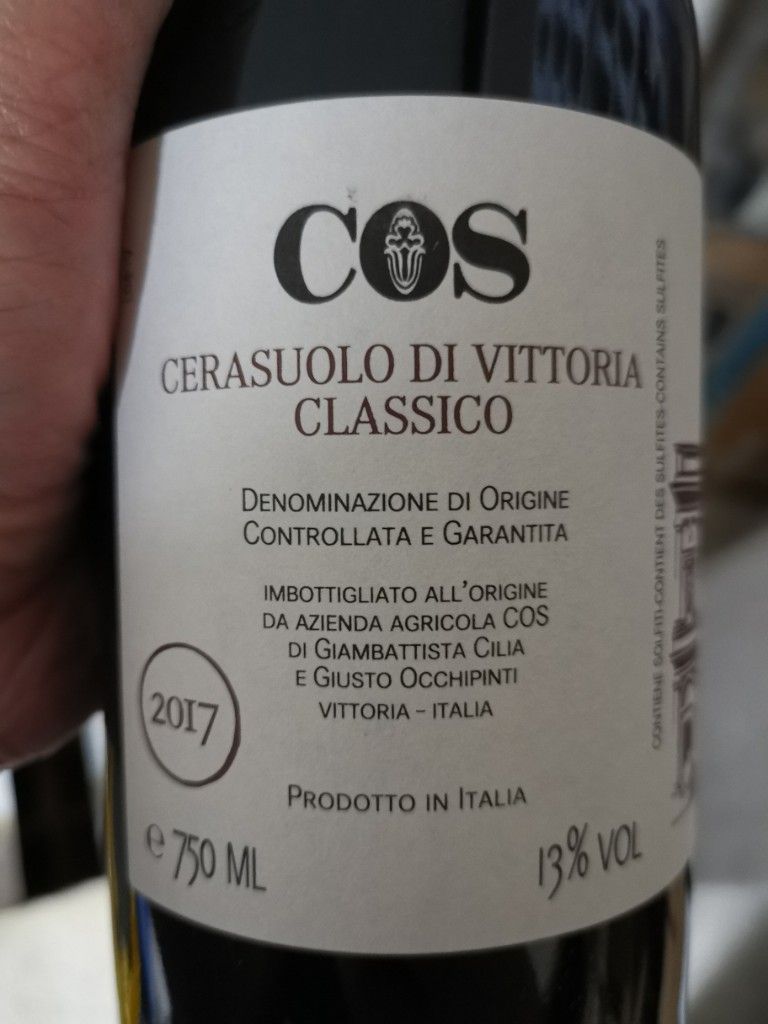 COS
CERASUOLO DI VITTORIA
CLASSICO
DENOMINAZIONE DI ORIGINE
CONTROLLATA E GARANTITA
IMBOTTIGLIATO ALL'ORIGINE
DA AZIENDA AGRICOLA COS
DI GIAMBATTISTA CILIA
E GIUSTO OCCHIPINTI
VITTORIA - ITALIA
2017
PRODOTTO IN ITALIA
e 750 ML
13% VOL
CONTIENE SOLFITI-CONTIENT DES SULFITES-CONTAINS SULFITES